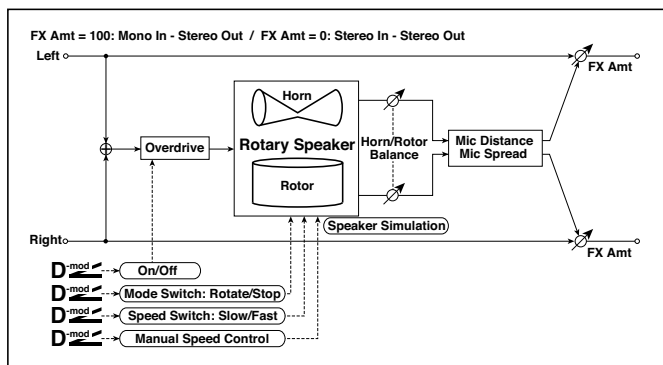 FX Amt = 100: Mono In - Stereo Out / FX Amt = 0: Stereo In - Stereo Out
Left
FX Amt
Horn
Overdrive
Rotary Speaker
Horn/Rotor
Balance
Mic Distance
Mic Spread
Rotor
Speaker Simulation
Right
FX Amt
D-mod
On/Off
D-mod
Mode Switch: Rotate/Stop
D-mod
Speed Switch: Slow/Fast
D-mod
Manual Speed Control